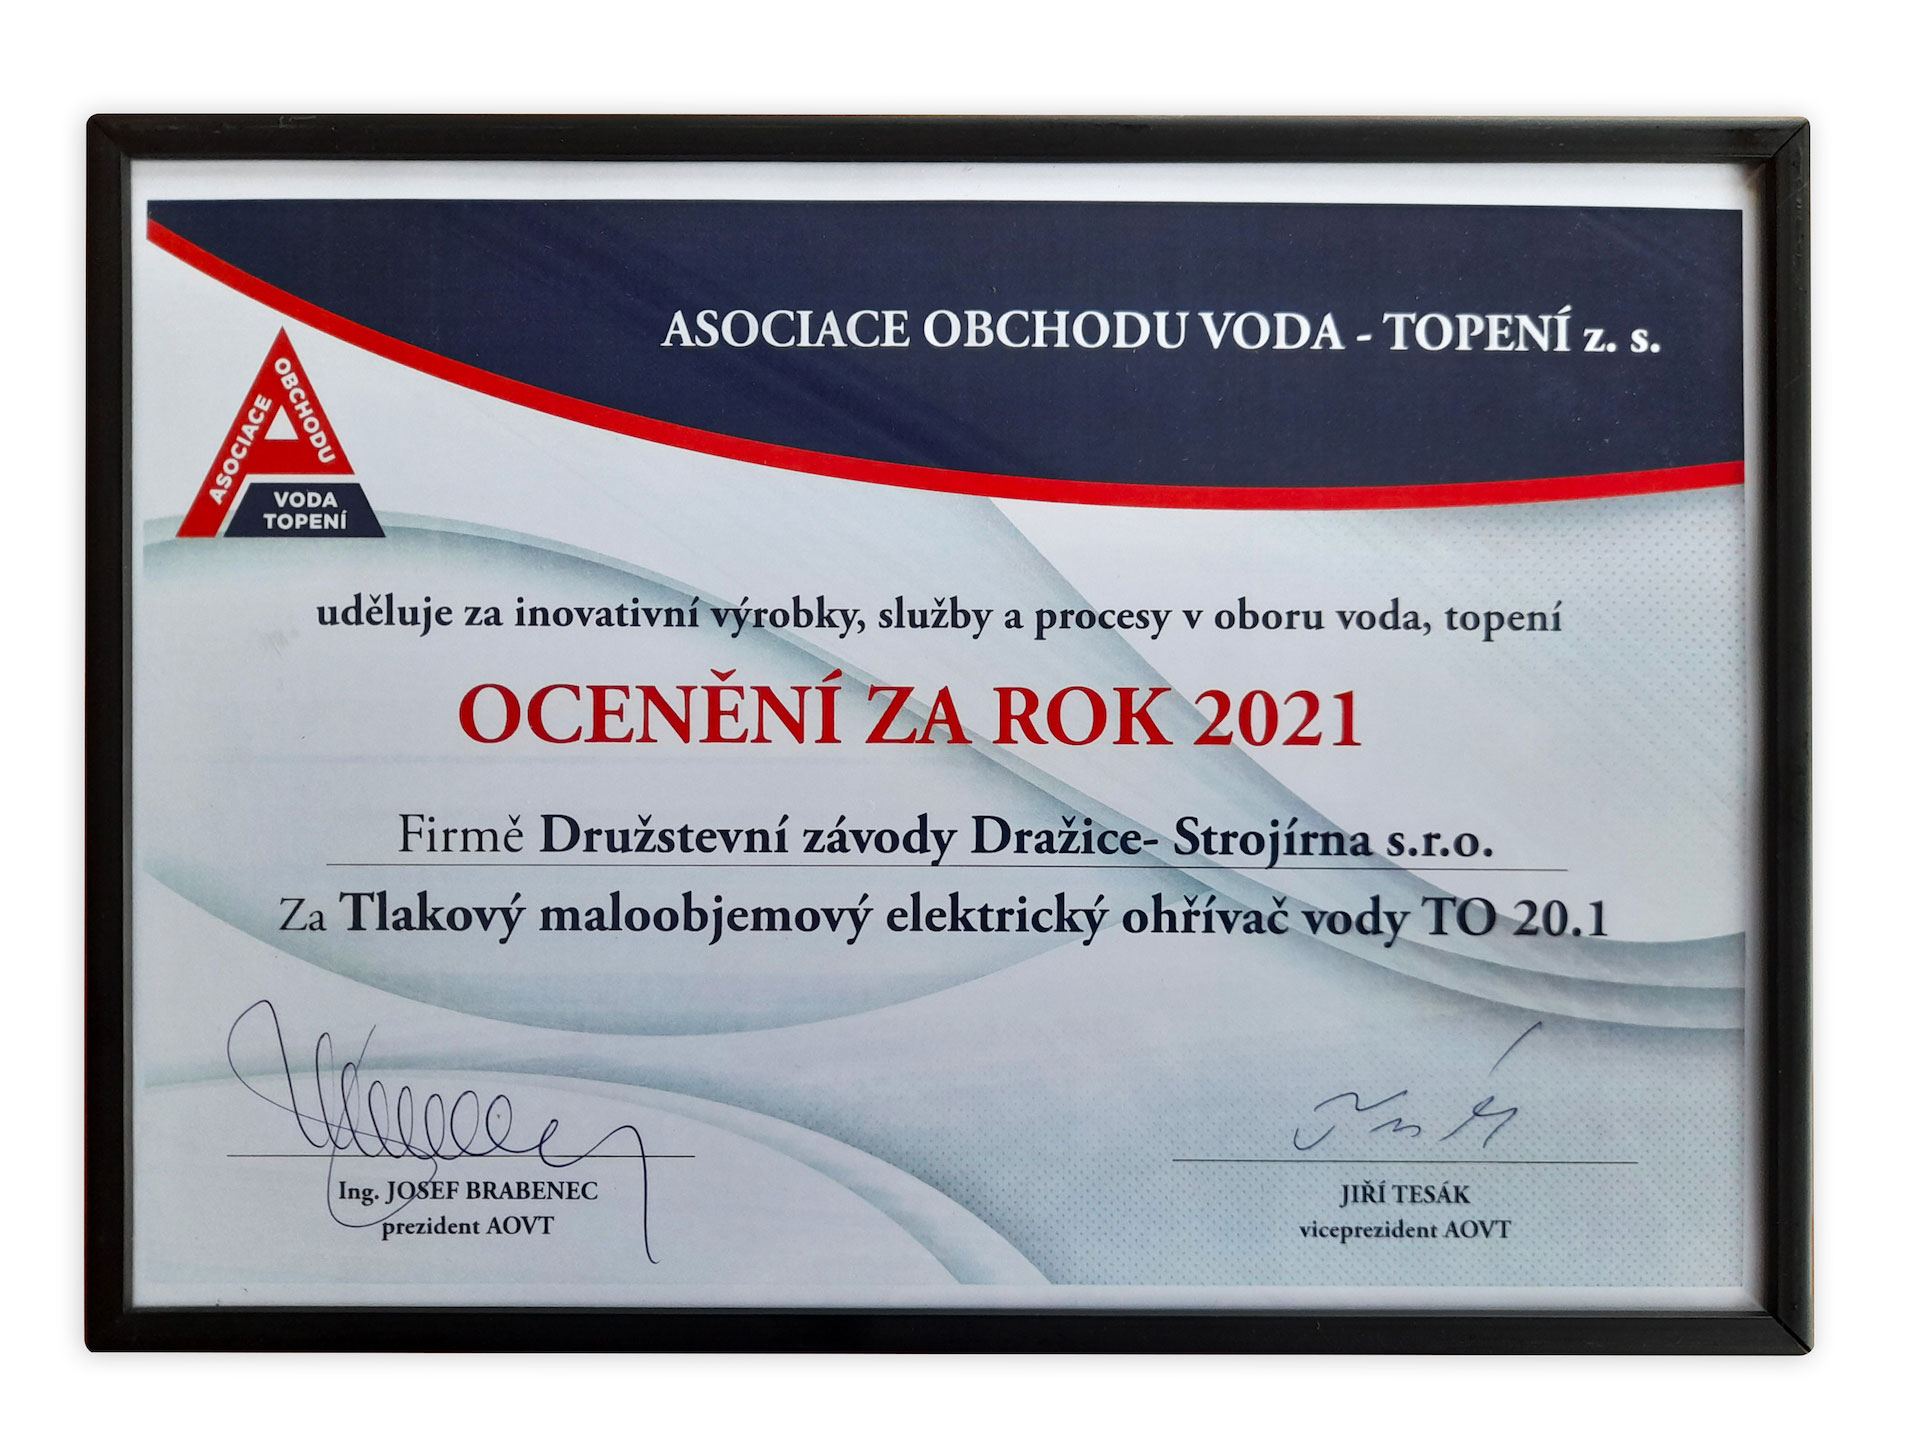 ASOCIACE OBCHODU VODA - TOPENÍ z. s.
ASOCIACE OBCHODU
VODA
TOPENÍ
uděluje za inovativní výrobky, služby a procesy v oboru voda, topení
OCENĚNÍ ZA ROK 2021
Firmě Družstevní závody Dražice- Strojírna s.r.o.
Za Tlakový maloobjemový elektrický ohřívač vody TO 20.1
Ing. JOSEF BRABENEC
prezident AOVT
JIŘÍ TESÁK
viceprezident AOVT